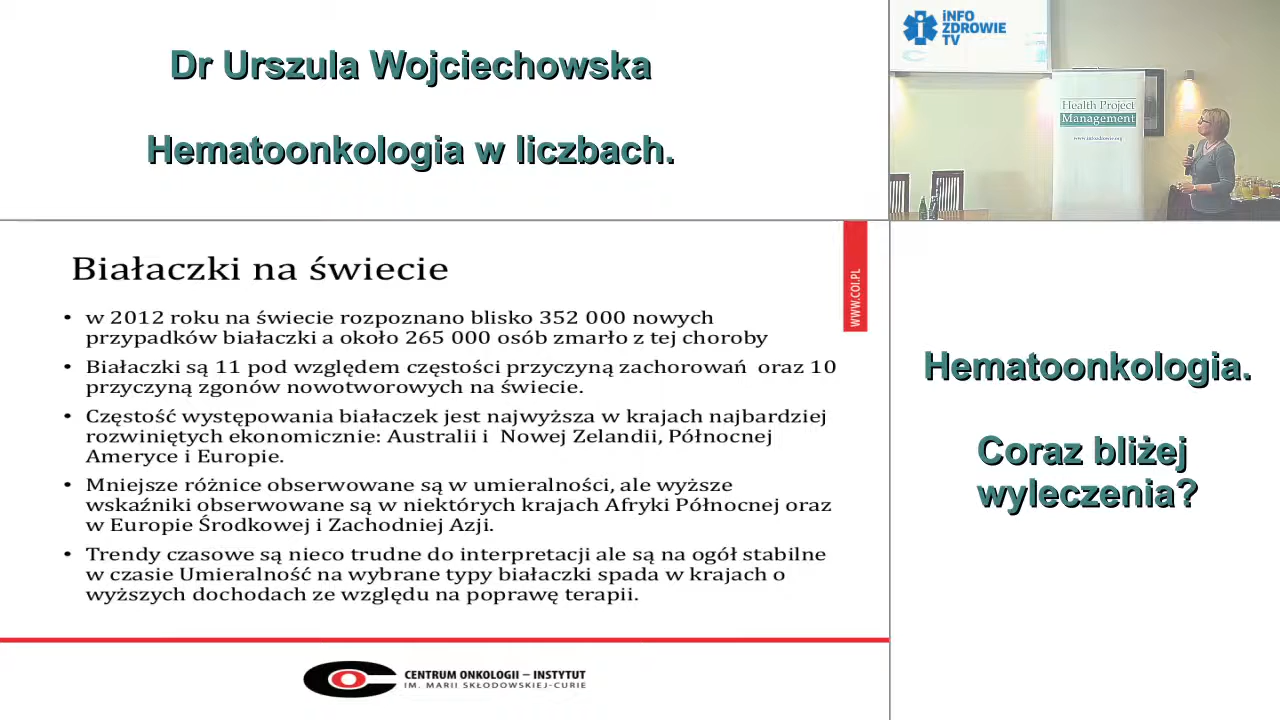 Dr Urszula Wojciechowska
Hematoonkologia w liczbach.
iNFO
ZDROWIE
TV
Health Project
Management
www.infozdrowie.org
Białaczki na świecie
WWW.COI.PL
• w 2012 roku na świecie rozpoznano blisko 352 000 nowych
przypadków białaczki a około 265 000 osób zmarło z tej choroby
• Białaczki są 11 pod względem częstości przyczyną zachorowań oraz 10
przyczyną zgonów nowotworowych na świecie.
• Częstość występowania białaczek jest najwyższa w krajach najbardziej
rozwiniętych ekonomicznie: Australii i Nowej Zelandii, Północnej
Ameryce i Europie.
• Mniejsze różnice obserwowane są w umieralności, ale wyższe
wskaźniki obserwowane są w niektórych krajach Afryki Północnej oraz
w Europie Środkowej i Zachodniej Azji.
• Trendy czasowe są nieco trudne do interpretacji ale są na ogół stabilne
w czasie Umieralność na wybrane typy białaczki spada w krajach o
wyższych dochodach ze względu na poprawę terapii.
CENTRUM ONKOLOGII – INSTYTUT
IM. MARII SKŁODOWSKIEJ-CURIE
Hematoonkologia.
Coraz bliżej
wyleczenia?